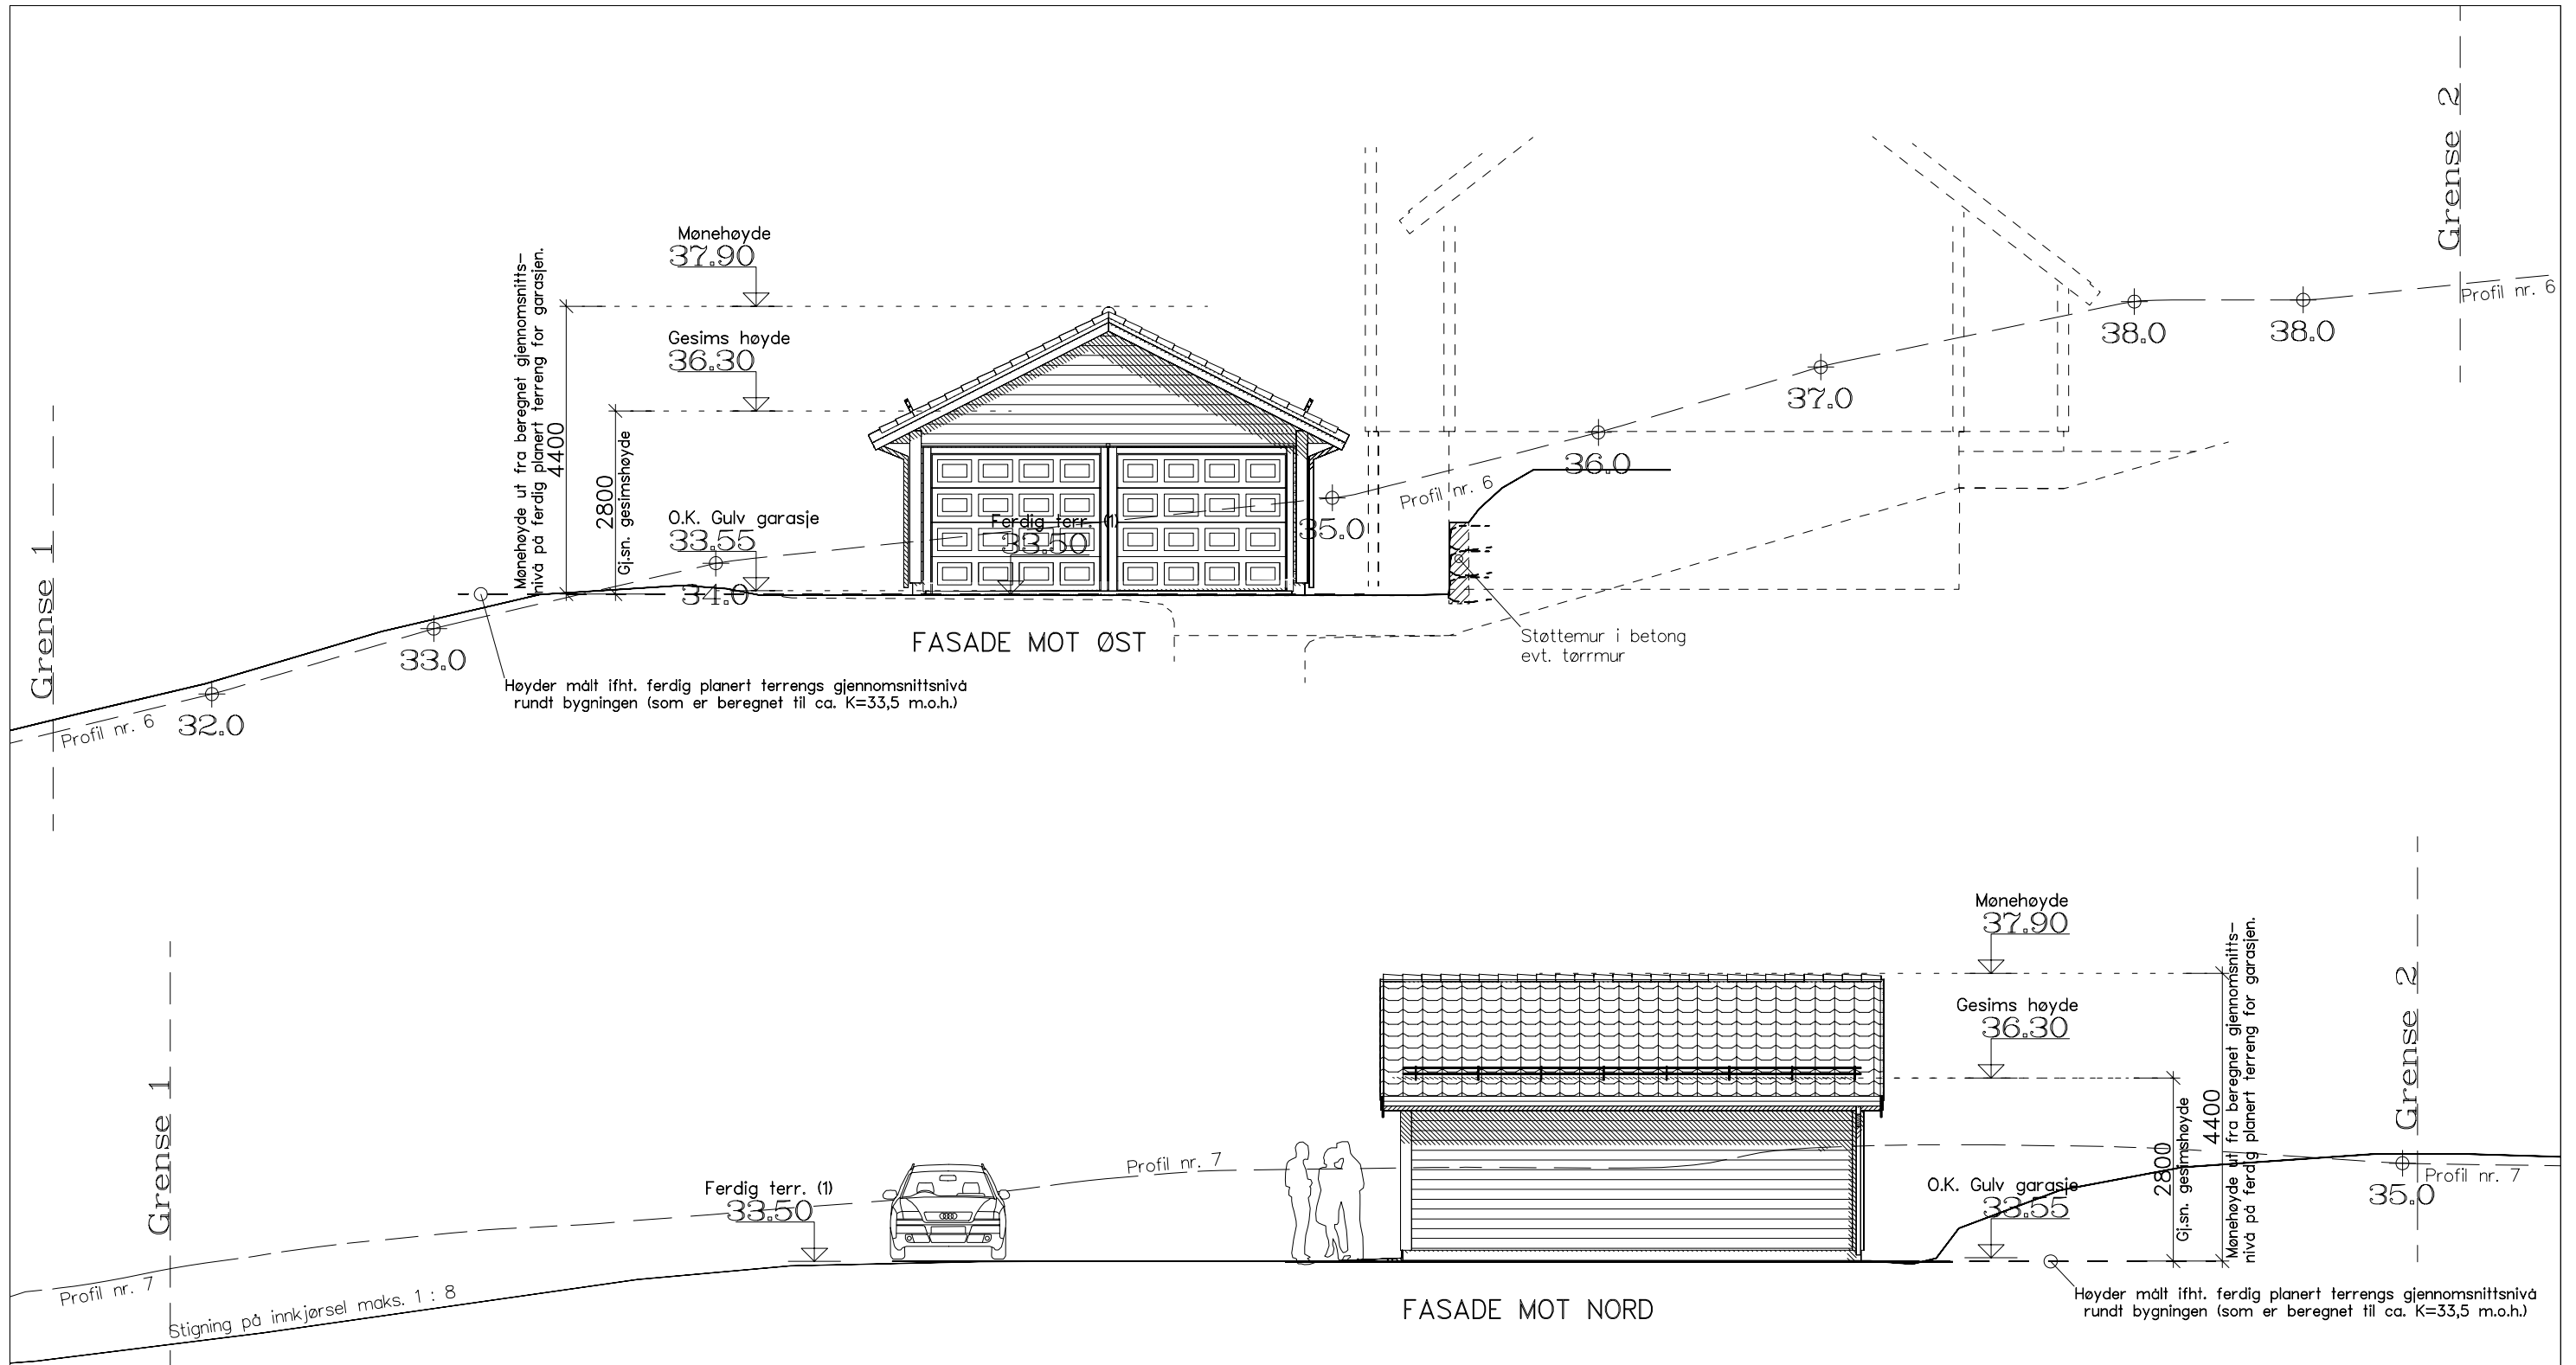 Grense 2
Mønehøyde
37.90
Mønehøyde ut fra beregnet gjennomsnitts-
nivå på ferdig planert terreng for garasjen.
4400
Gesims høyde
36.30
2800
Gj.sn. gesimshøyde
O.K. Gulv garasje
33.55
Ferdig terr. (1)
33.50
Profil nr. 6
38.0
38.0
37.0
36.0
Profil nr. 6
35.0
34.0
33.0
32.0
Profil nr. 6
Grense 1
FASADE MOT ØST
Støttemur i betong
evt. tørrmur
Høyder målt ifht. ferdig planert terrengs gjennomsnittsnivå
rundt bygningen (som er beregnet til ca. K=33,5 m.o.h.)
Mønehøyde
37.90
Gesims høyde
36.30
O.K. Gulv garasje
33.55
2800
Gj.sn. gesimshøyde
4400
Mønehøyde ut fra beregnet gjennomsnitts-
nivå på ferdig planert terreng for garasjen.
Grense 2
35.0
Profil nr. 7
Grense 1
Profil nr. 7
Ferdig terr. (1)
33.50
Profil nr. 7
Stigning på innkjørsel maks. 1 : 8
FASADE MOT NORD
Høyder målt ifht. ferdig planert terrengs gjennomsnittsnivå
rundt bygningen (som er beregnet til ca. K=33,5 m.o.h.)